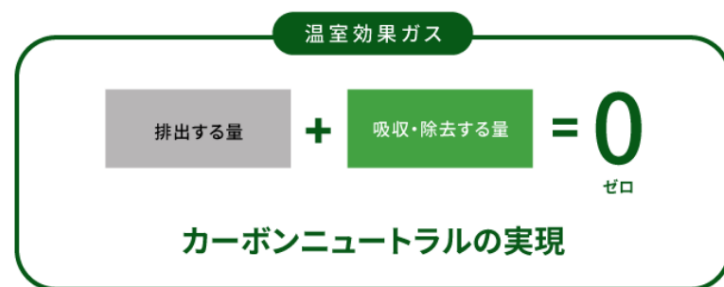 温室効果ガス
排出する量 + 吸収・除去する量 = 0
ゼロ
カーボンニュートラルの実現